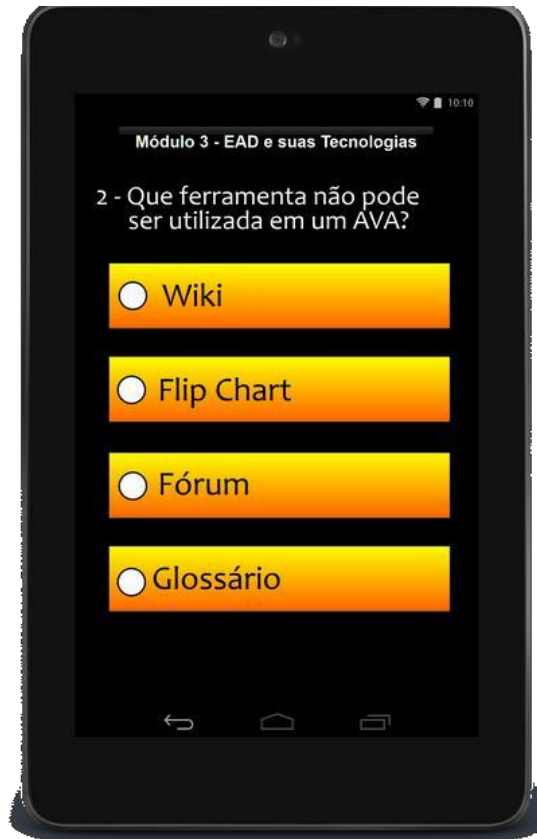 10:10
Módulo 3 - EAD e suas Tecnologias
2 - Que ferramenta não pode
ser utilizada em um AVA?
Wiki
Flip Chart
Fórum
Glossário